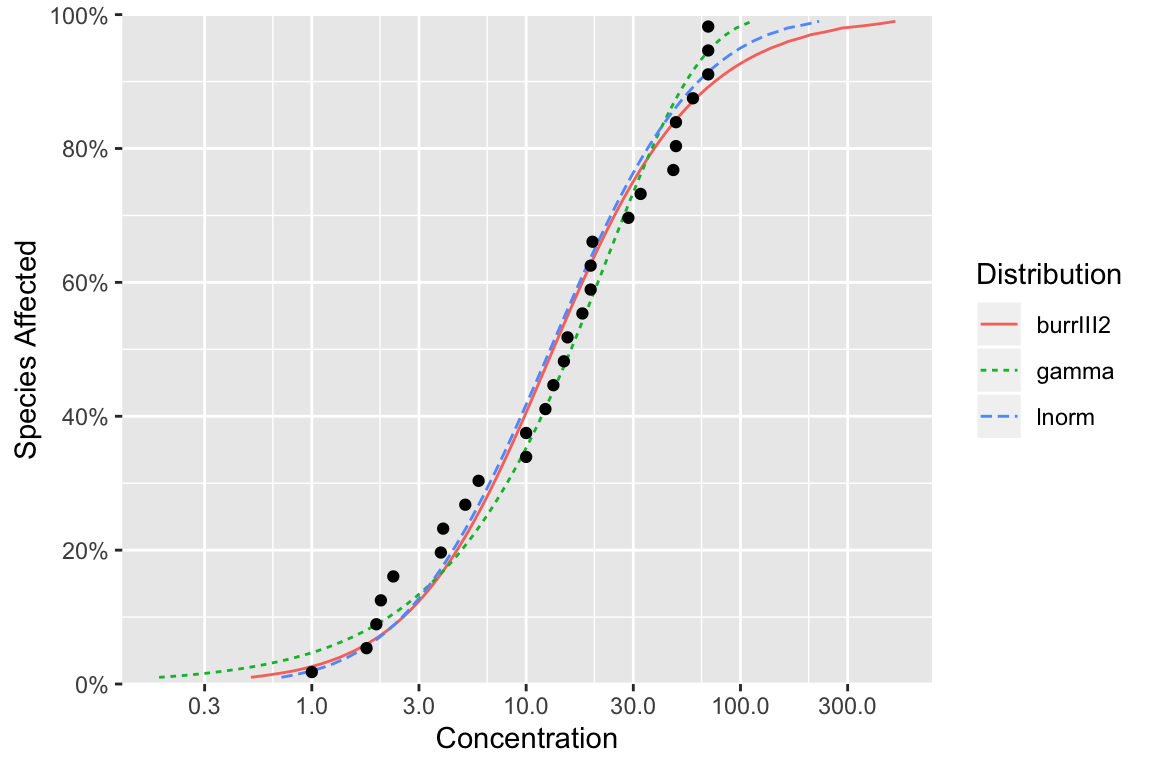 100%
80%
60%
40%
20%
0%
Species Affected
0.3 1.0 3.0 10.0 30.0 100.0 300.0
Concentration
Distribution
burrIII2
gamma
lnorm